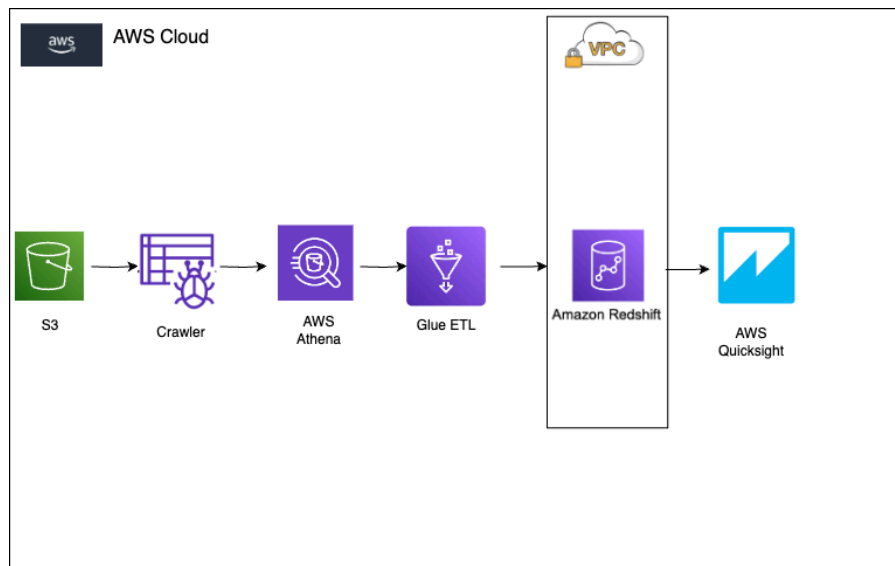 aws
AWS Cloud
VPC
S3
Crawler
AWS
Athena
Glue ETL
Amazon Redshift
AWS
Quicksight